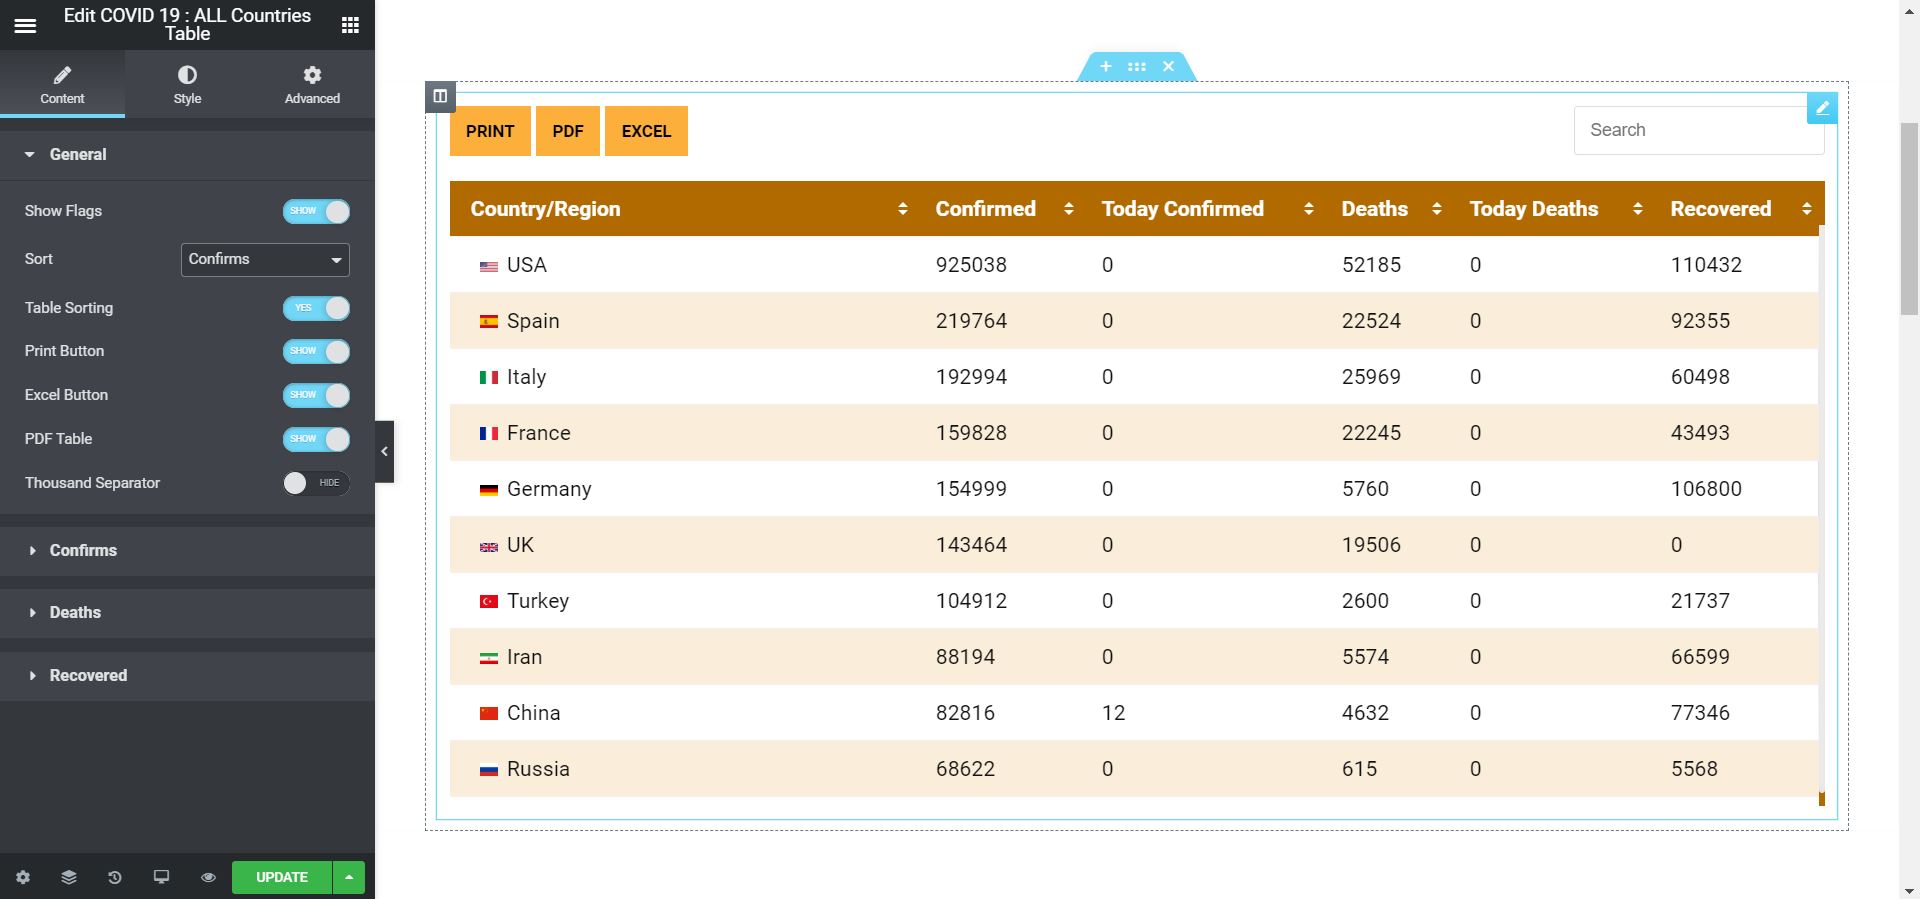 Edit COVID 19 : ALL Countries
Table
Content
Style
Advanced
General
Show Flags
SHOW
Sort
Confirms
Table Sorting
YES
Print Button
SHOW
Excel Button
SHOW
PDF Table
SHOW
Thousand Separator
HIDE
Confirms
Deaths
Recovered
UPDATE
PRINT
PDF
EXCEL
Search
Country/Region Confirmed Today Confirmed Deaths Today Deaths Recovered
USA 925038 0 52185 0 110432
Spain 219764 0 22524 0 92355
Italy 192994 0 25969 0 60498
France 159828 0 22245 0 43493
Germany 154999 0 5760 0 106800
UK 143464 0 19506 0 0
Turkey 104912 0 2600 0 21737
Iran 88194 0 5574 0 66599
China 82816 12 4632 0 77346
Russia 68622 0 615 0 5568